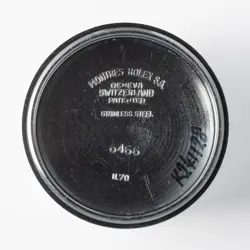 MONTRES ROLEX S.A.
GENEVA
SWITZERLAND
PATENTED
STAINLESS STEEL
6466
II.70